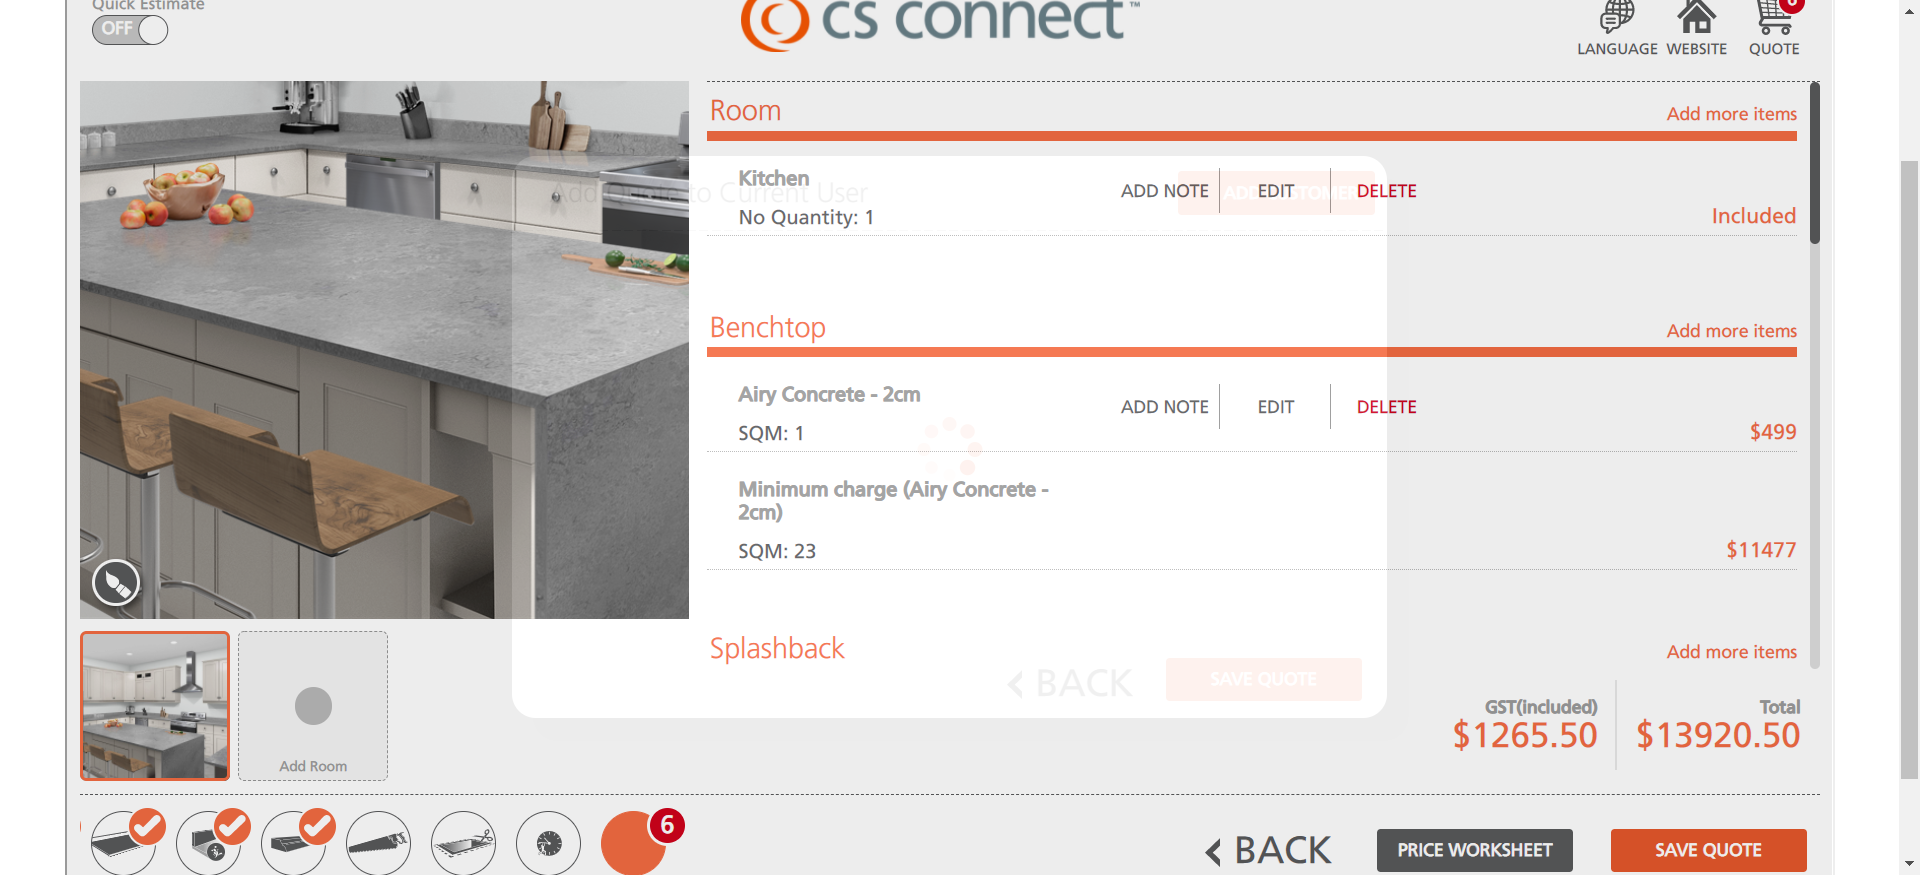 Quick Estimate
OFF
cs connect™
LANGUAGE
WEBSITE
6
QUOTE
Room
Add more items
Add Quote to Current User
ADD CUSTOMER
Kitchen
ADD NOTE
EDIT
DELETE
No Quantity: 1
Included
Benchtop
Add more items
Airy Concrete - 2cm
ADD NOTE
EDIT
DELETE
SQM: 1
$499
Minimum charge (Airy Concrete -
2cm)
SQM: 23
$11477
Splashback
Add more items
BACK
SAVE QUOTE
GST(included)
Total
$1265.50
$13920.50
Add Room
6
BACK
PRICE WORKSHEET
SAVE QUOTE